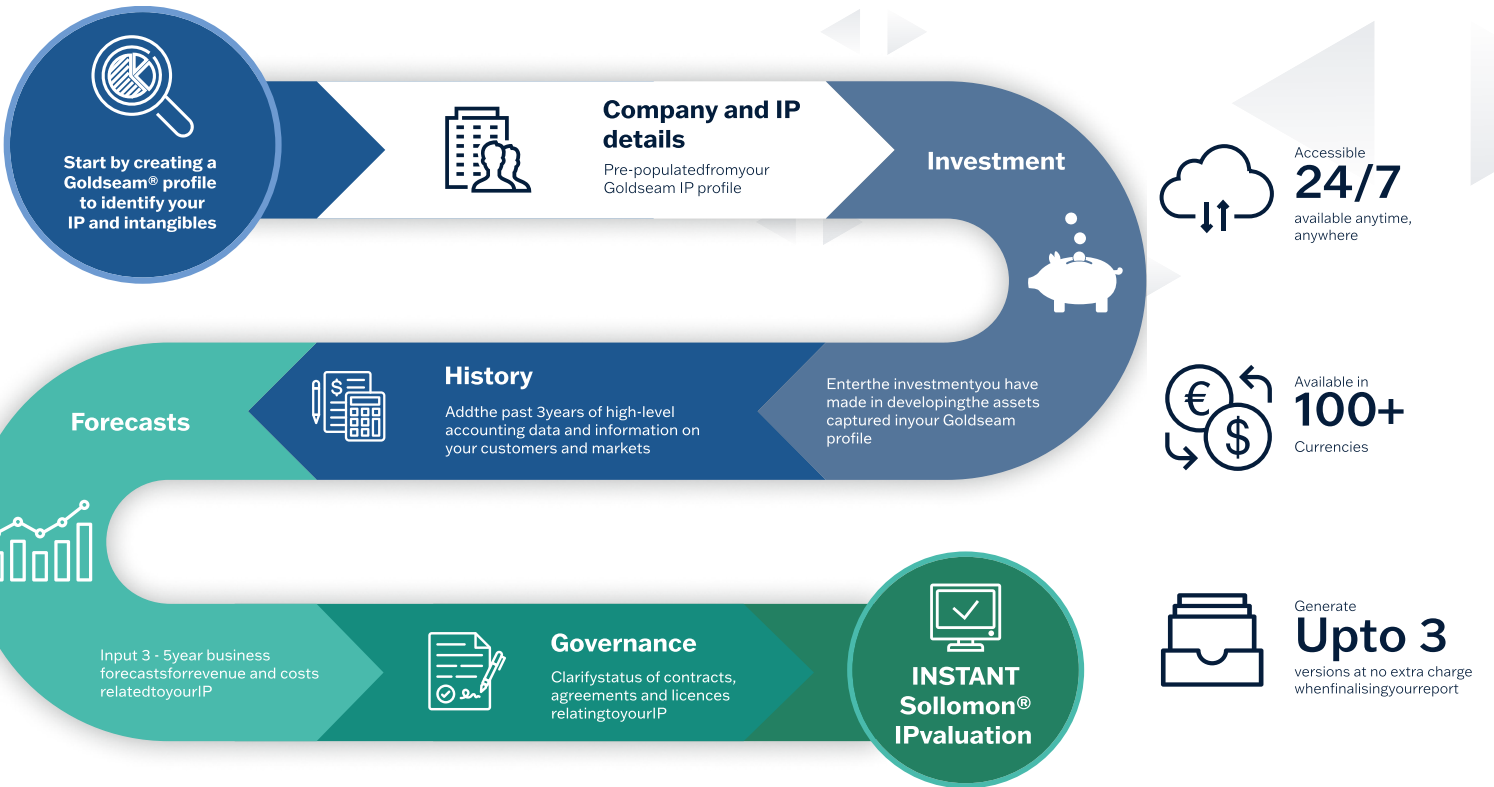 Start by creating a
Goldseam® profile
to identify your
IP and intangibles
Company and IP
details
Pre-populatedfromyour
Goldseam IP profile
Investment
Enterthe investmentyou have
made in developingthe assets
captured inyour Goldseam
profile
History
Addthe past 3years of high-level
accounting data and information on
your customers and markets
Forecasts
Input 3 - 5year business
forecastsforrevenue and costs
relatedtoyourIP
Governance
Clarifystatus of contracts,
agreements and licences
relatingtoyourIP
INSTANT
Sollomon®
IPvaluation
Accessible
24/7
available anytime,
anywhere
Available in
100+
Currencies
Generate
Upto 3
versions at no extra charge
whenfinalisingyourreport